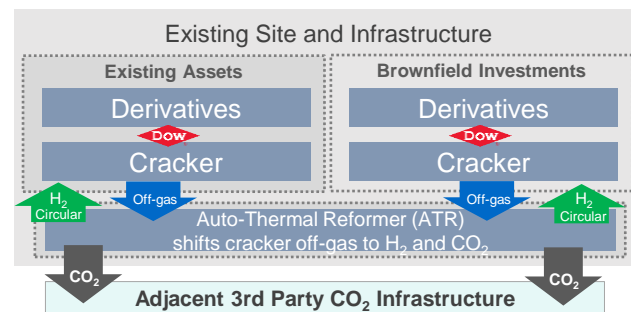 Existing Site and Infrastructure
Existing Assets
Brownfield Investments
Derivatives
Derivatives
Dow
Dow
Cracker
Cracker
H₂
Circular
Off-gas
Off-gas
H₂
Circular
Auto-Thermal Reformer (ATR)
shifts cracker off-gas to H₂ and CO₂
CO₂
CO₂
Adjacent 3rd Party CO₂ Infrastructure